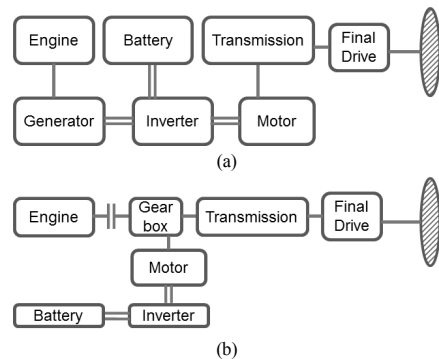 Engine
Battery
Transmission
Final
Drive
Generator
Inverter
Motor
(a)
Engine
Gear
box
Transmission
Final
Drive
Motor
Battery
Inverter
(b)